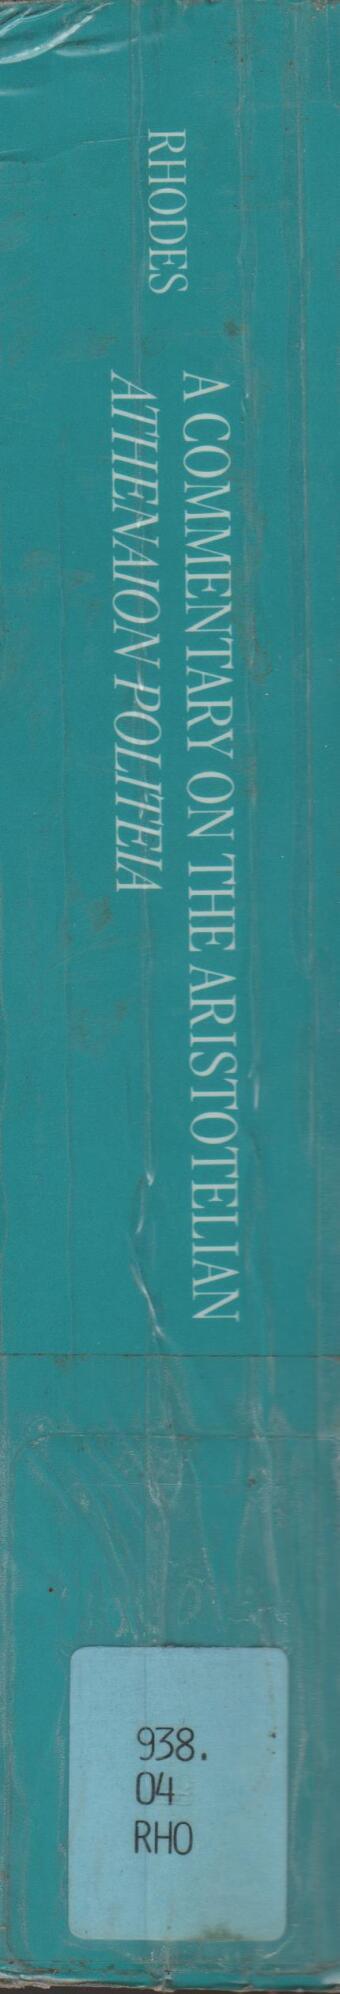 RHODES
A COMMENTARY ON THE ARISTOTELIAN
ATHENAION POLITEIA
938.
04
RHO